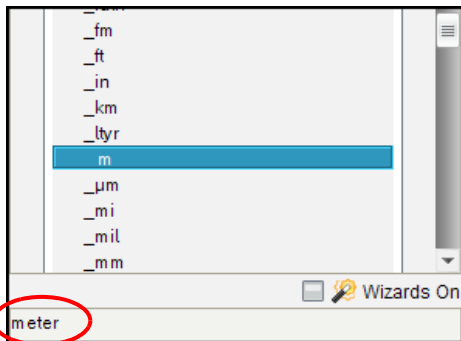 _fm
_ft
_in
_km
_ltyr
_m
_µm
_mi
_mil
_mm
Wizards On
meter